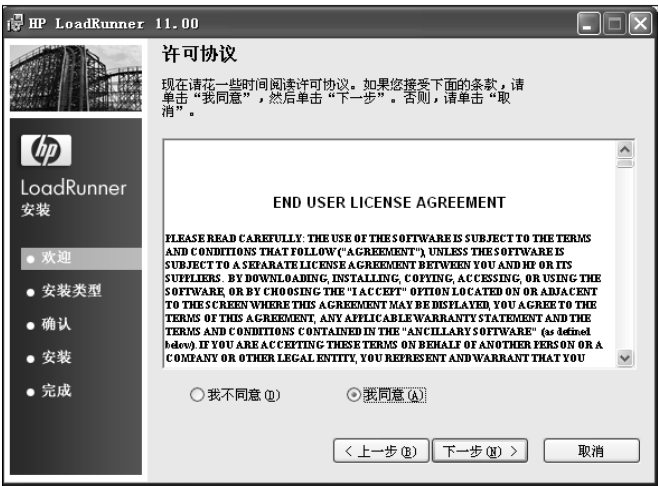 HP LoadRunner 11.00
许可协议
现在请花一些时间阅读许可协议。如果您接受下面的条款，请
单击“我同意”，然后单击“下一步”。否则，请单击“取
消”。
hp
LoadRunner
安装
欢迎
安装类型
确认
安装
完成
END USER LICENSE AGREEMENT
PLEASE READ CAREFULLY: THE USE OF THE SOFTWARE IS SUBJECT TO THE TERMS
AND CONDITIONS THAT FOLLOW ("AGREEMENT"), UNLESS THE SOFTWARE IS
SUBJECT TO A SEPARATE LICENSE AGREEMENT BETWEEN YOU AND HP OR ITS
SUPPLIERS. BY DOWNLOADING, INSTALLING, COPYING, ACCESSING, OR USING THE
SOFTWARE, OR BY CHOOSING THE "I ACCEPT" OPTION LOCATED ON OR ADJACENT
TO THE SCREEN WHERE THIS AGREEMENT MAY BE DISPLAYED, YOU AGREE TO THE
TERMS OF THIS AGREEMENT, ANY APPLICABLE WARRANTY STATEMENT AND THE
TERMS AND CONDITIONS CONTAINED IN THE "ANCILLARY SOFTWARE" (as defined
below). IF YOU ARE ACCEPTING THESE TERMS ON BEHALF OF ANOTHER PERSON OR A
COMPANY OR OTHER LEGAL ENTITY, YOU REPRESENT AND WARRANT THAT YOU
我不同意(D)
我同意(A)
< 上一步(B)
下一步(N) >
取消